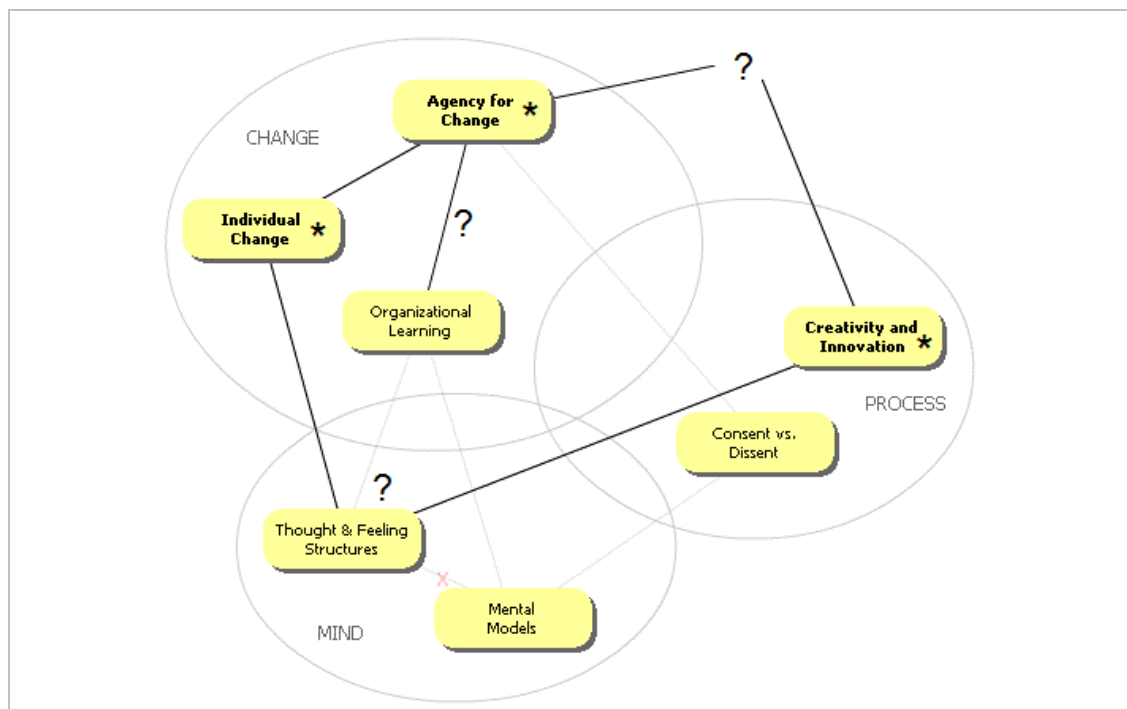 ?
Agency for
Change *
CHANGE
Individual
Change *
?
Organizational
Learning
Creativity and
Innovation *
PROCESS
Consent vs.
Dissent
?
Thought & Feeling
Structures
x
Mental
Models
MIND